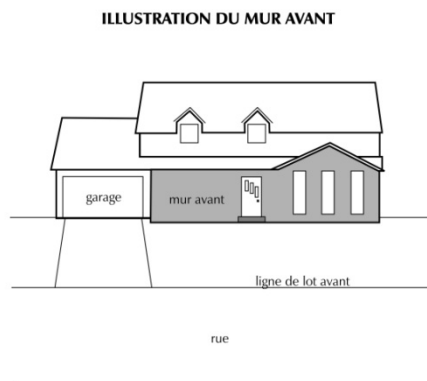 ILLUSTRATION DU MUR AVANT
garage
mur avant
ligne de lot avant
rue